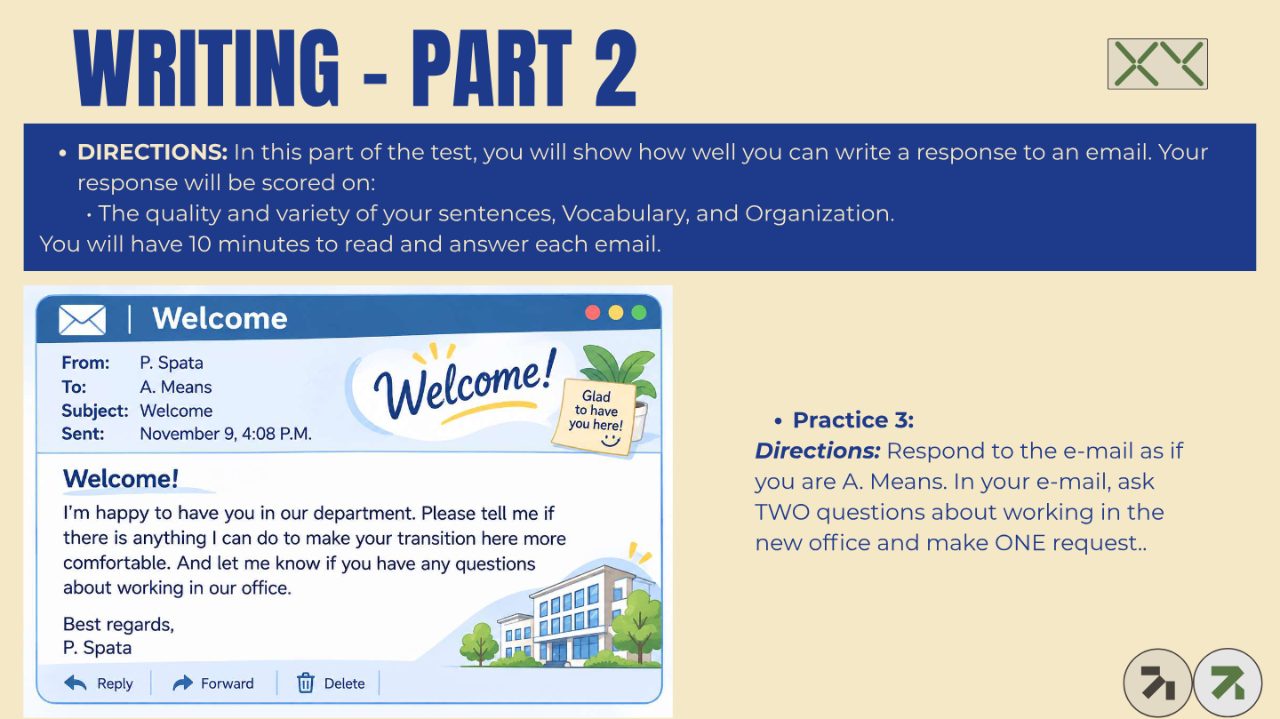 WRITING - PART 2
• DIRECTIONS: In this part of the test, you will show how well you can write a response to an email. Your
response will be scored on:
• The quality and variety of your sentences, Vocabulary, and Organization.
You will have 10 minutes to read and answer each email.
Welcome
From: P. Spata
To: A. Means
Subject: Welcome
Sent: November 9, 4:08 P.M.
Welcome!
Glad
to have
you here!
Welcome!
I'm happy to have you in our department. Please tell me if
there is anything I can do to make your transition here more
comfortable. And let me know if you have any questions
about working in our office.
Best regards,
P. Spata
Reply
Forward
Delete
• Practice 3:
Directions: Respond to the e-mail as if
you are A. Means. In your e-mail, ask
TWO questions about working in the
new office and make ONE request..